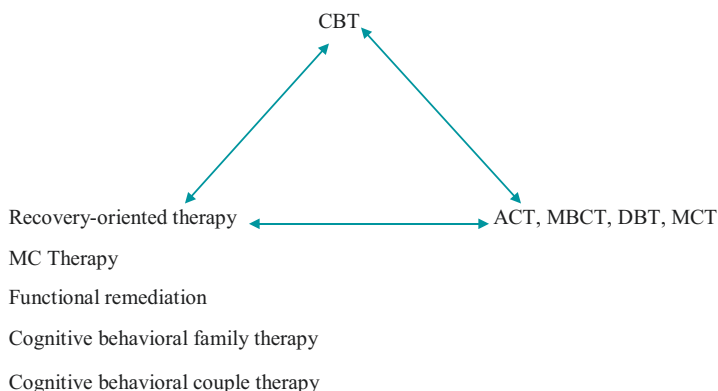 CBT
Recovery-oriented therapy
ACT, MBCT, DBT, MCT
MC Therapy
Functional remediation
Cognitive behavioral family therapy
Cognitive behavioral couple therapy